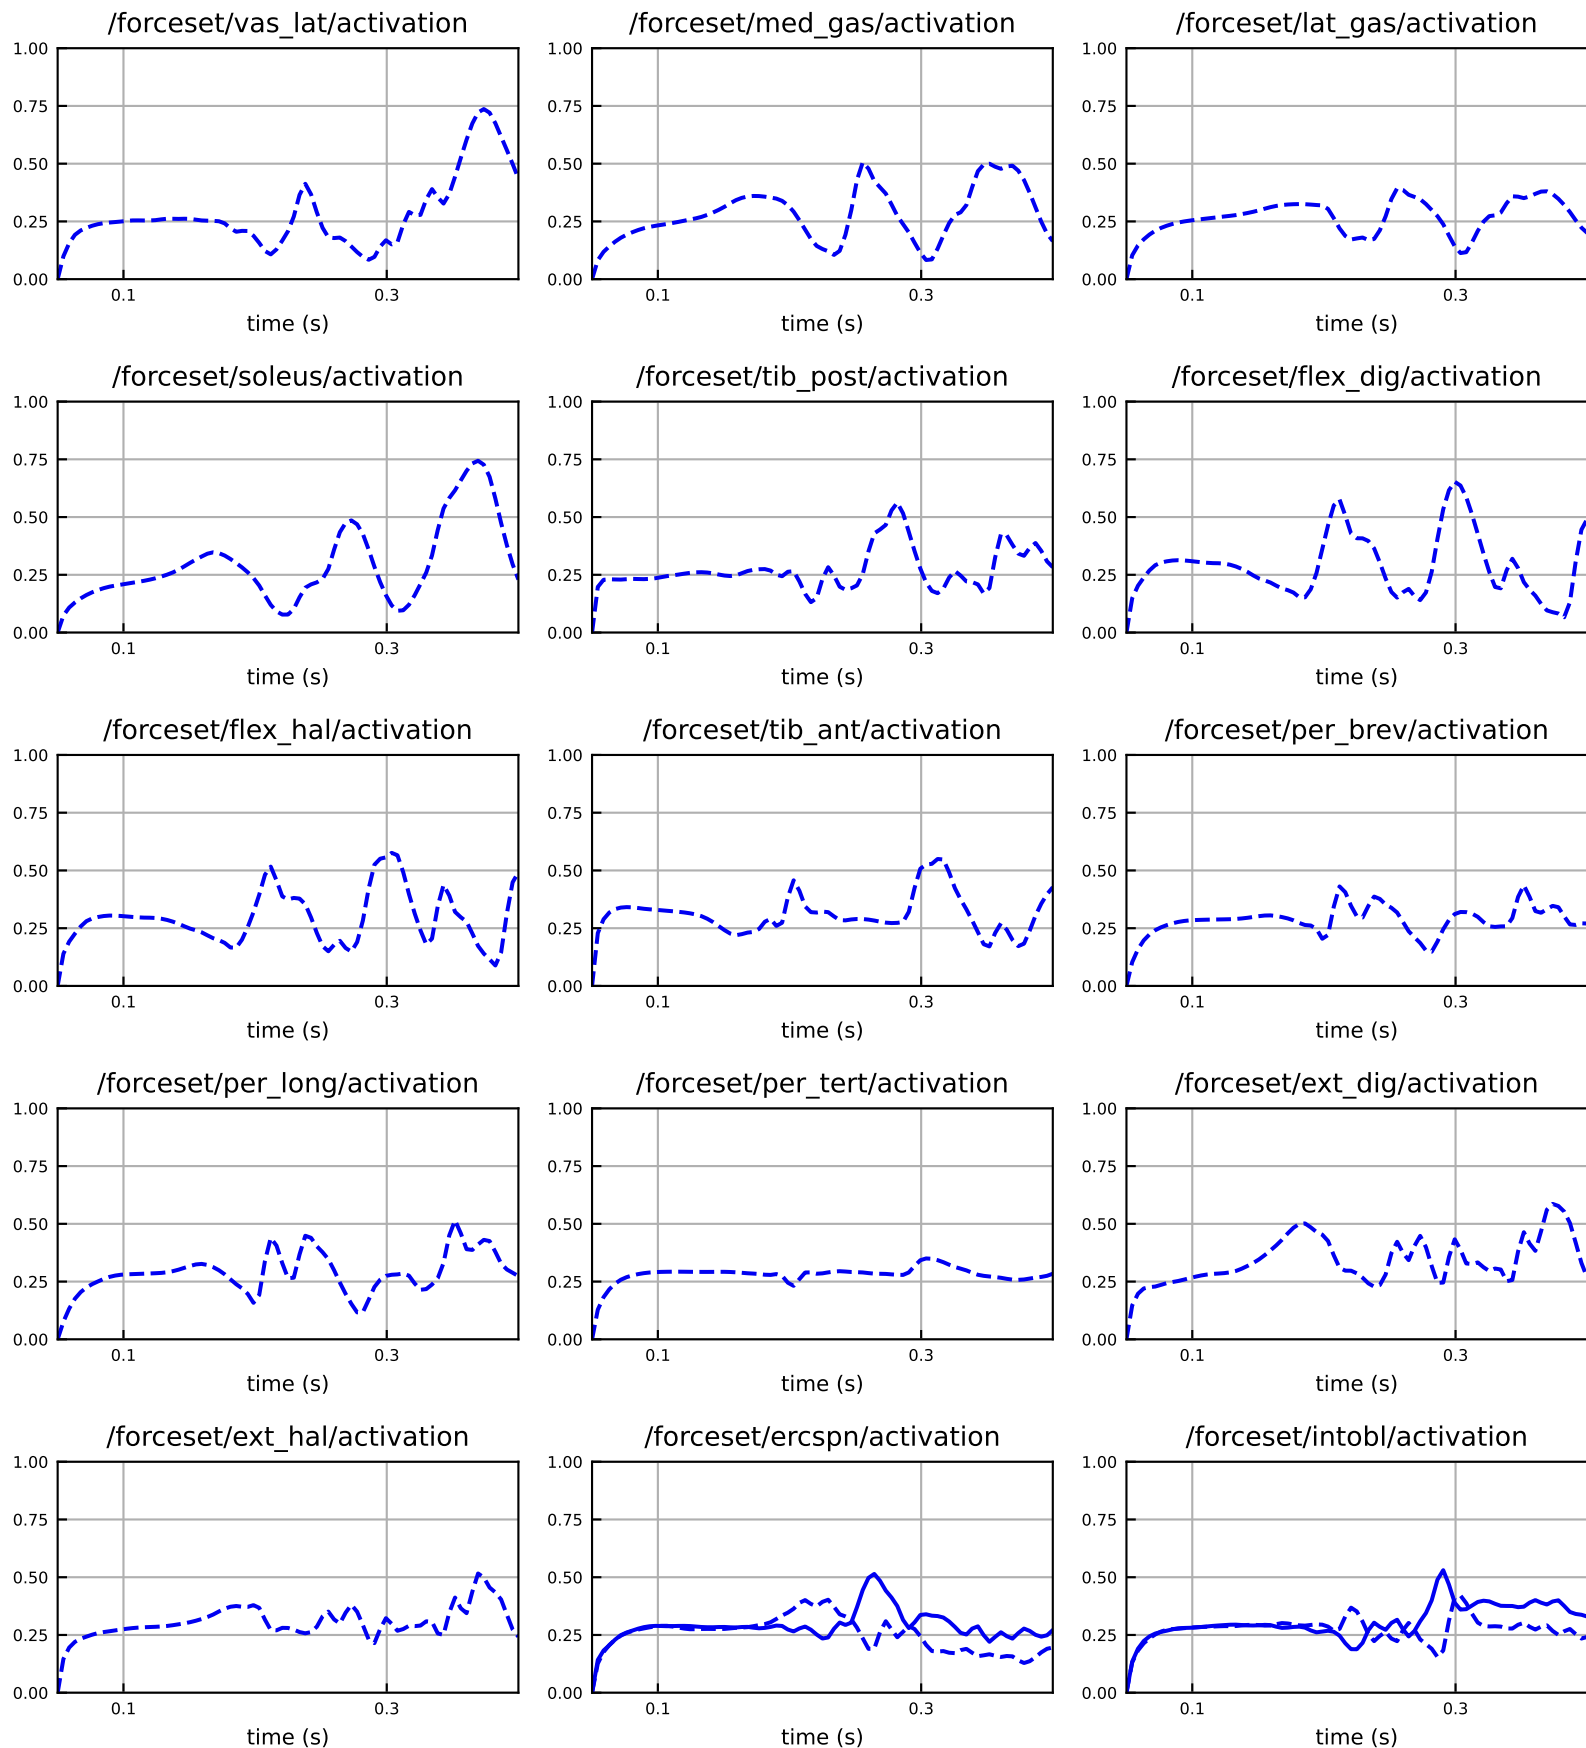 /forceset/vas_lat/activation /forceset/med_gas/activation /forceset/lat_gas/activation
1.00 1.00 1.00
0.75 0.75 0.75
0.50 0.50 0.50
0.25 0.25 0.25
0.00 0.00 0.00
0.1 0.3 0.1 0.3 0.1 0.3
time (s) time (s) time (s)
/forceset/soleus/activation /forceset/tib_post/activation /forceset/flex_dig/activation
1.00 1.00 1.00
0.75 0.75 0.75
0.50 0.50 0.50
0.25 0.25 0.25
0.00 0.00 0.00
0.1 0.3 0.1 0.3 0.1 0.3
time (s) time (s) time (s)
/forceset/flex_hal/activation /forceset/tib_ant/activation /forceset/per_brev/activation
1.00 1.00 1.00
0.75 0.75 0.75
0.50 0.50 0.50
0.25 0.25 0.25
0.00 0.00 0.00
0.1 0.3 0.1 0.3 0.1 0.3
time (s) time (s) time (s)
/forceset/per_long/activation /forceset/per_tert/activation /forceset/ext_dig/activation
1.00 1.00 1.00
0.75 0.75 0.75
0.50 0.50 0.50
0.25 0.25 0.25
0.00 0.00 0.00
0.1 0.3 0.1 0.3 0.1 0.3
time (s) time (s) time (s)
/forceset/ext_hal/activation /forceset/ercspn/activation /forceset/intobl/activation
1.00 1.00 1.00
0.75 0.75 0.75
0.50 0.50 0.50
0.25 0.25 0.25
0.00 0.00 0.00
0.1 0.3 0.1 0.3 0.1 0.3
time (s) time (s) time (s)